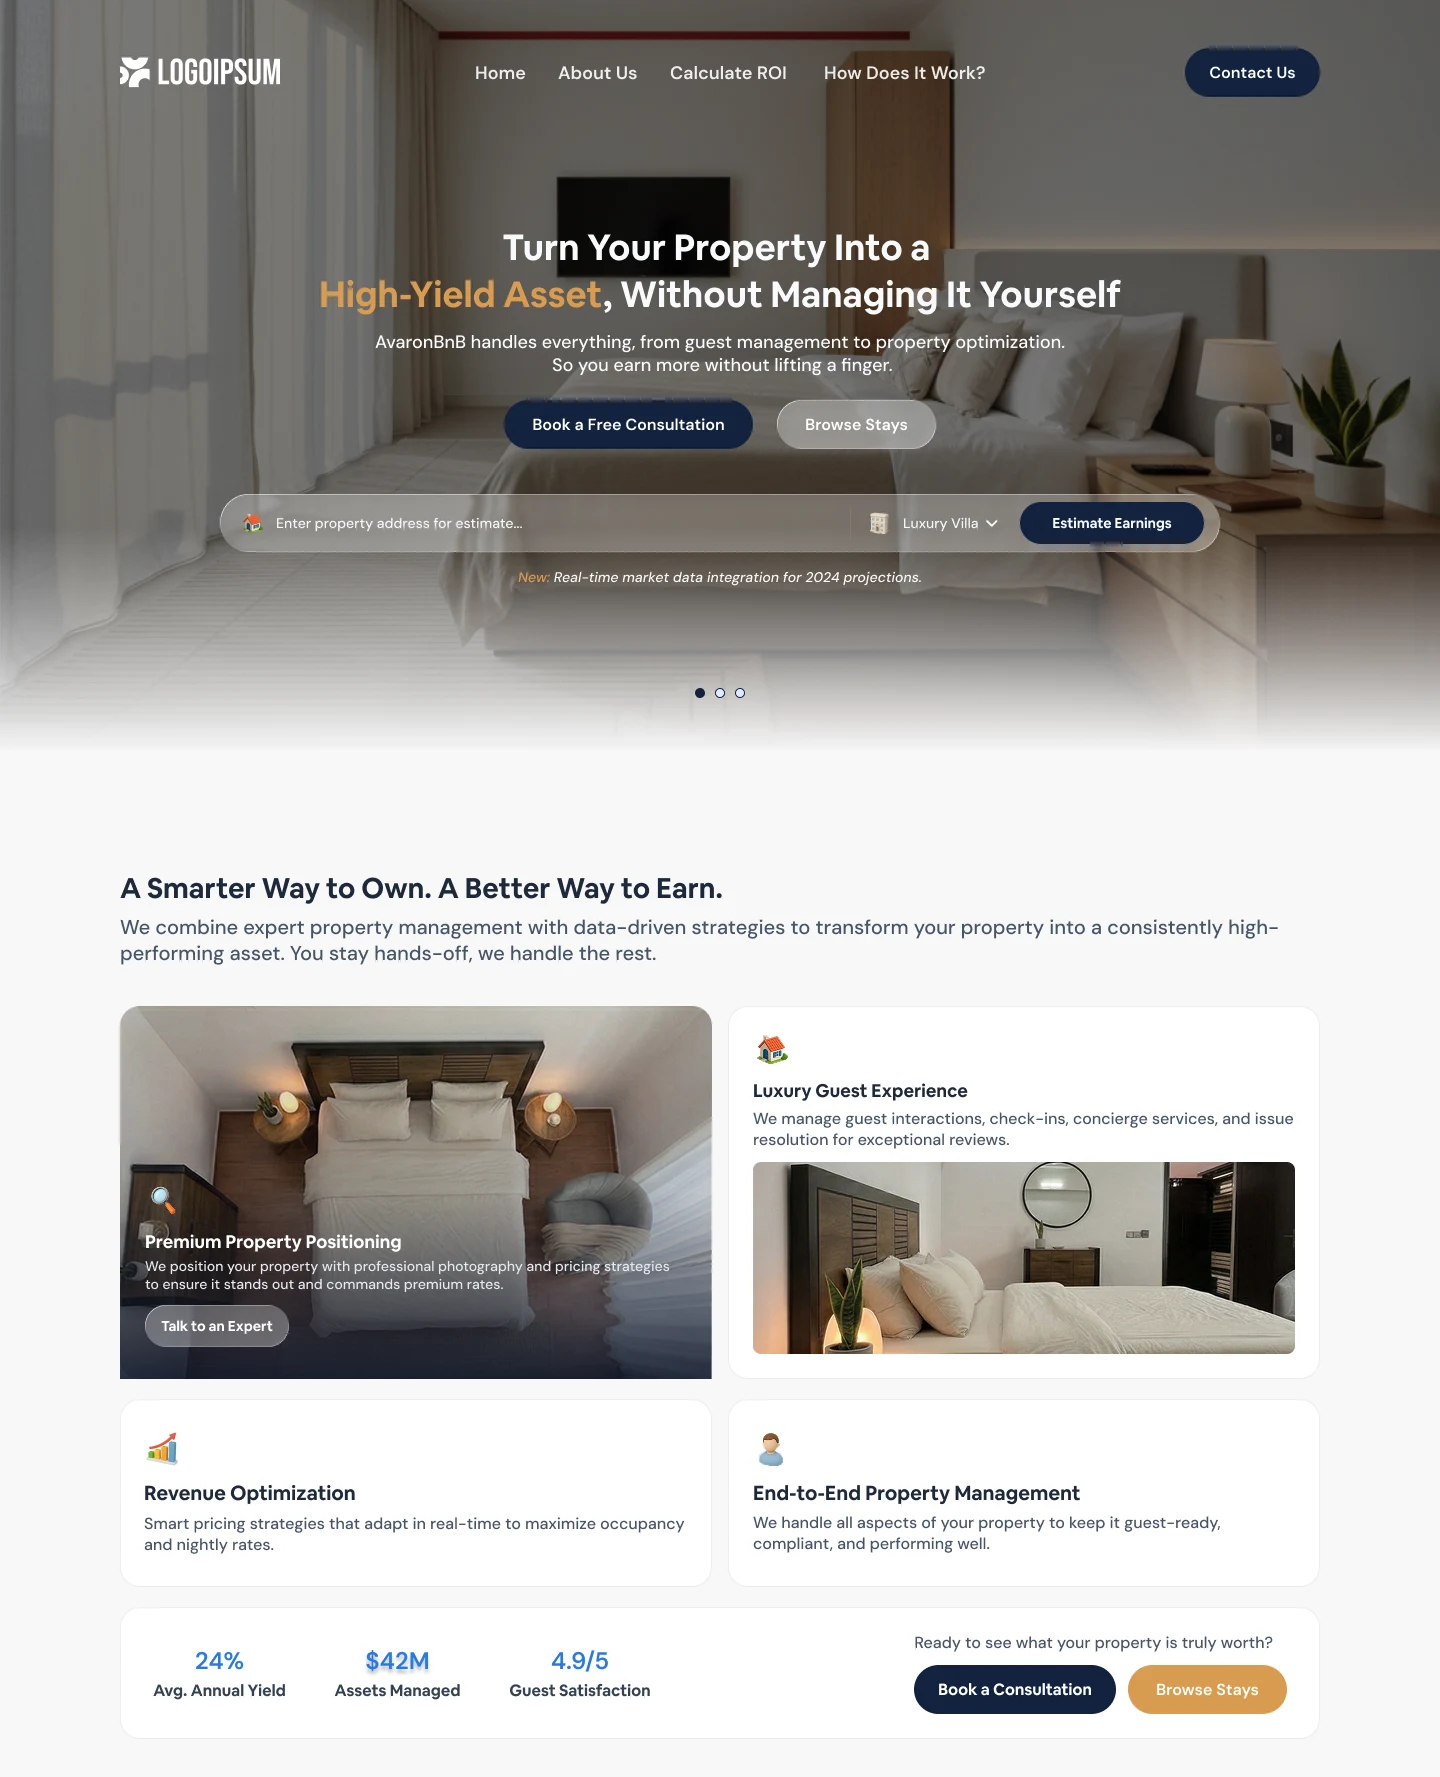 LOGOIPSUM
Home
About Us
Calculate ROI
How Does It Work?
Contact Us
Turn Your Property Into a
High-Yield Asset, Without Managing It Yourself
AvaronBnB handles everything, from guest management to property optimization.
So you earn more without lifting a finger.
Book a Free Consultation
Browse Stays
Enter property address for estimate...
Luxury Villa
Estimate Earnings
New: Real-time market data integration for 2024 projections.
A Smarter Way to Own. A Better Way to Earn.
We combine expert property management with data-driven strategies to transform your property into a consistently high-
performing asset. You stay hands-off, we handle the rest.
Premium Property Positioning
We position your property with professional photography and pricing strategies
to ensure it stands out and commands premium rates.
Talk to an Expert
Luxury Guest Experience
We manage guest interactions, check-ins, concierge services, and issue
resolution for exceptional reviews.
Revenue Optimization
Smart pricing strategies that adapt in real-time to maximize occupancy
and nightly rates.
End-to-End Property Management
We handle all aspects of your property to keep it guest-ready,
compliant, and performing well.
24%
Avg. Annual Yield
$42M
Assets Managed
4.9/5
Guest Satisfaction
Ready to see what your property is truly worth?
Book a Consultation
Browse Stays